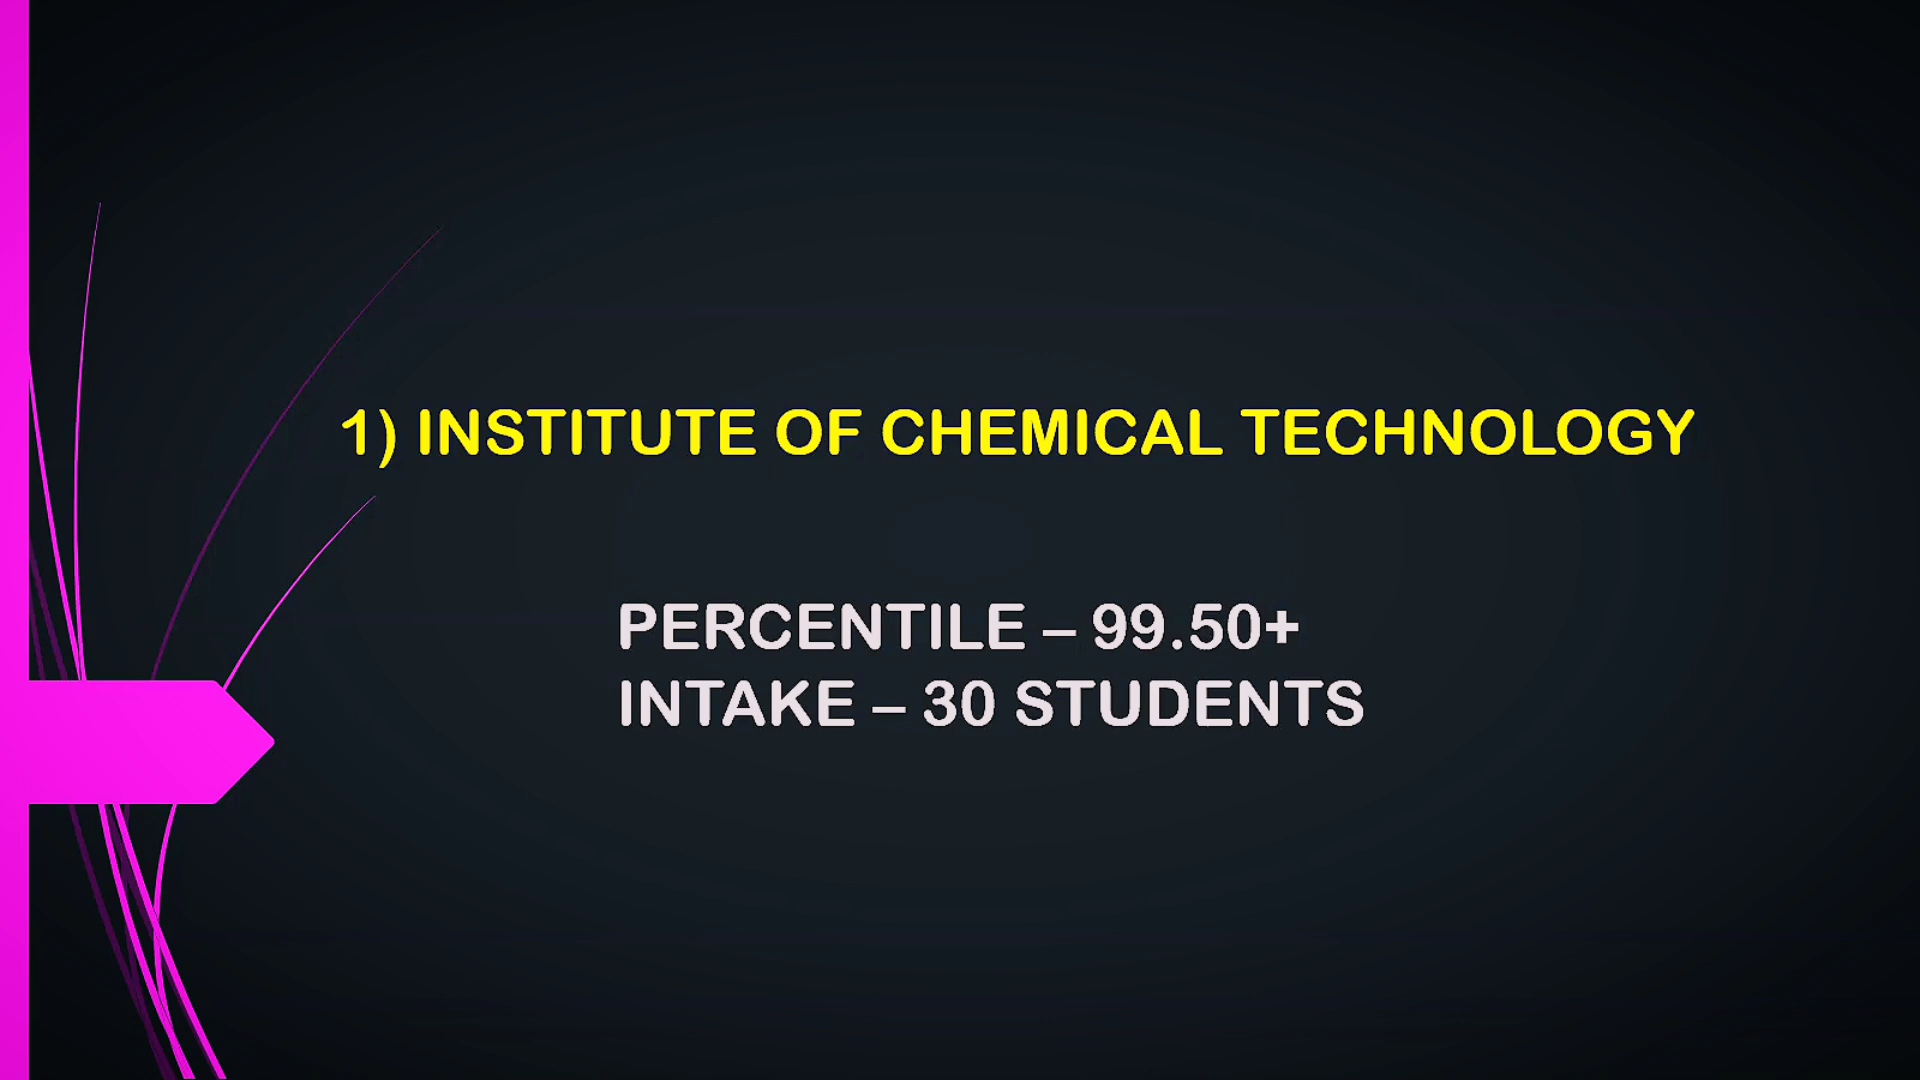 1) INSTITUTE OF CHEMICAL TECHNOLOGY
PERCENTILE – 99.50+
INTAKE – 30 STUDENTS